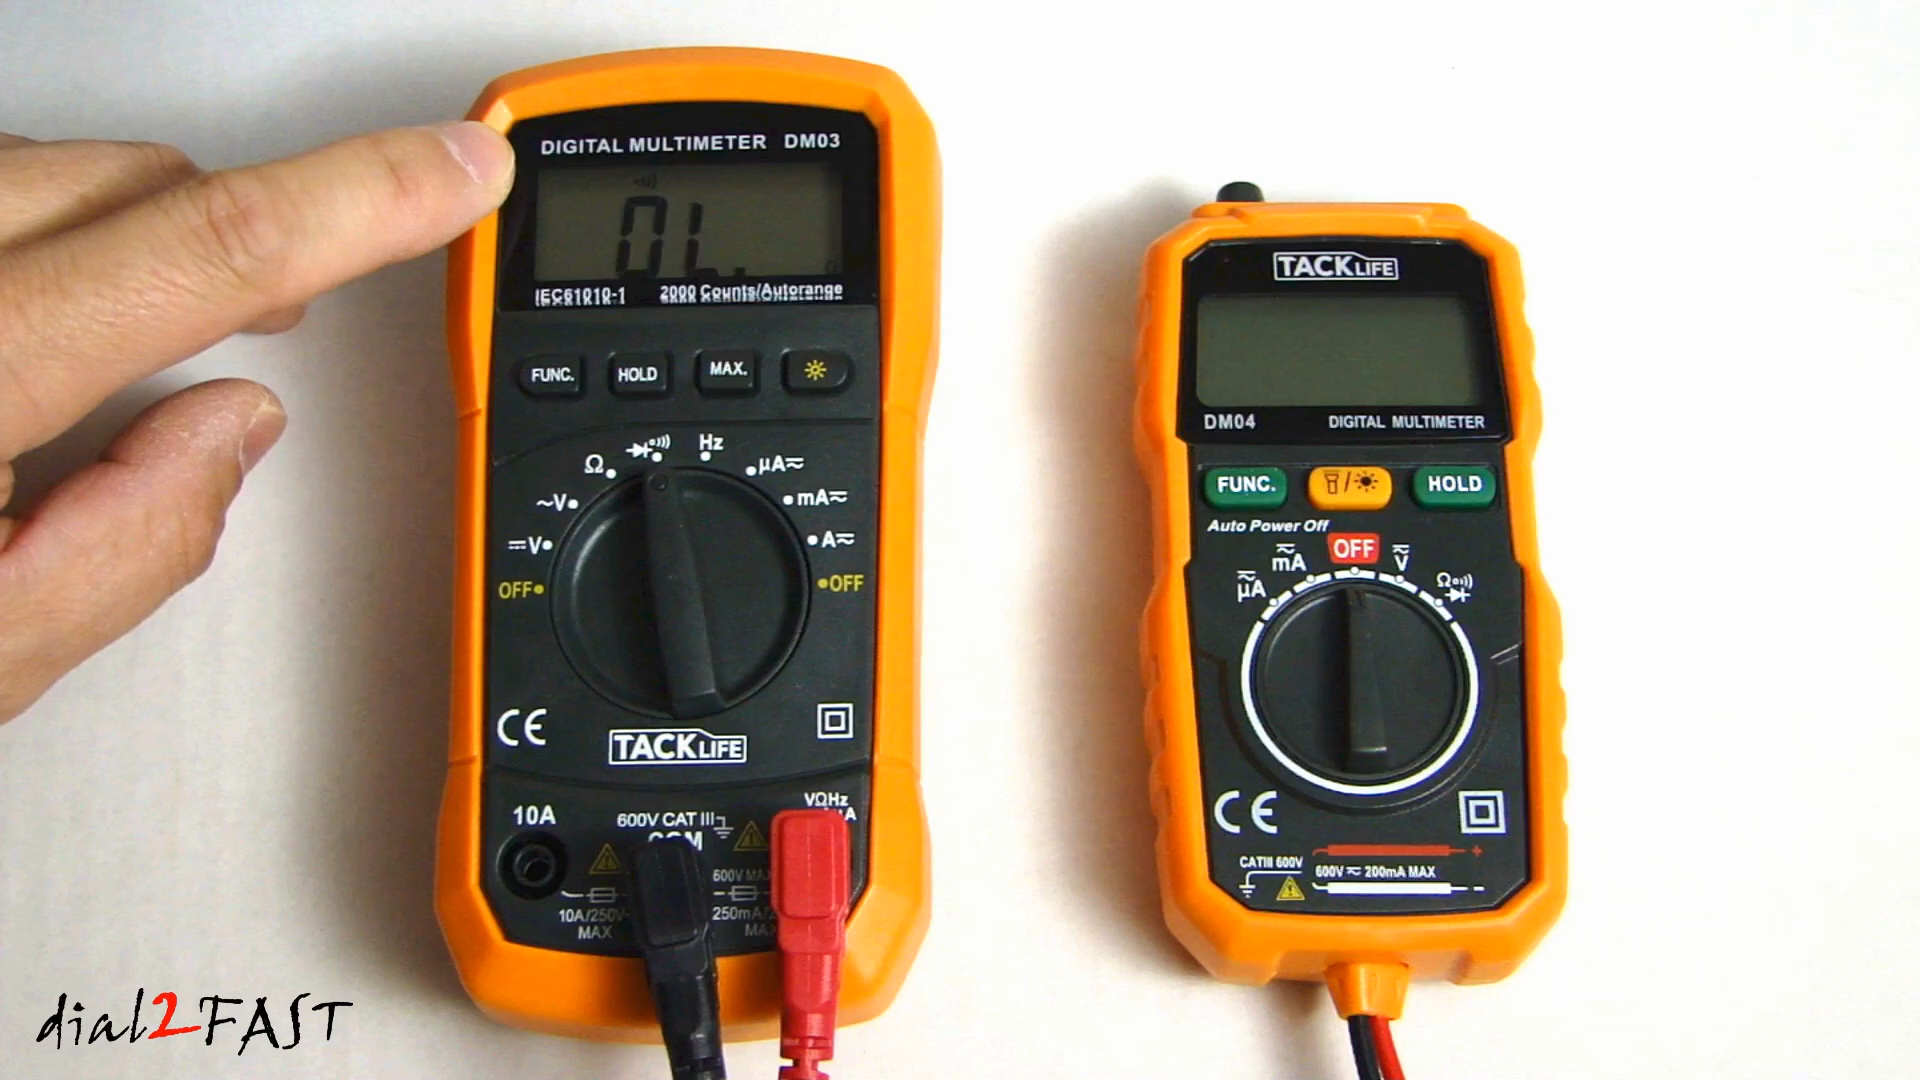 DIGITAL MULTIMETER DM03
OL
IEC61010-1 2000 Counts/Autorange
FUNC. HOLD MAX.
Hz
Ω
µA
~V
mA
V
A
OFF
OFF
CE
TACKLIFE
10A
600V CAT III
COM
VΩHz
600V MAX
10A/250V
MAX
MAX
TACKLIFE
DM04 DIGITAL MULTIMETER
FUNC. HOLD
Auto Power Off
OFF
mA
V
µA
Ω
CE
CATIII 600V
600V 200mA MAX
+
-
dial2FAST